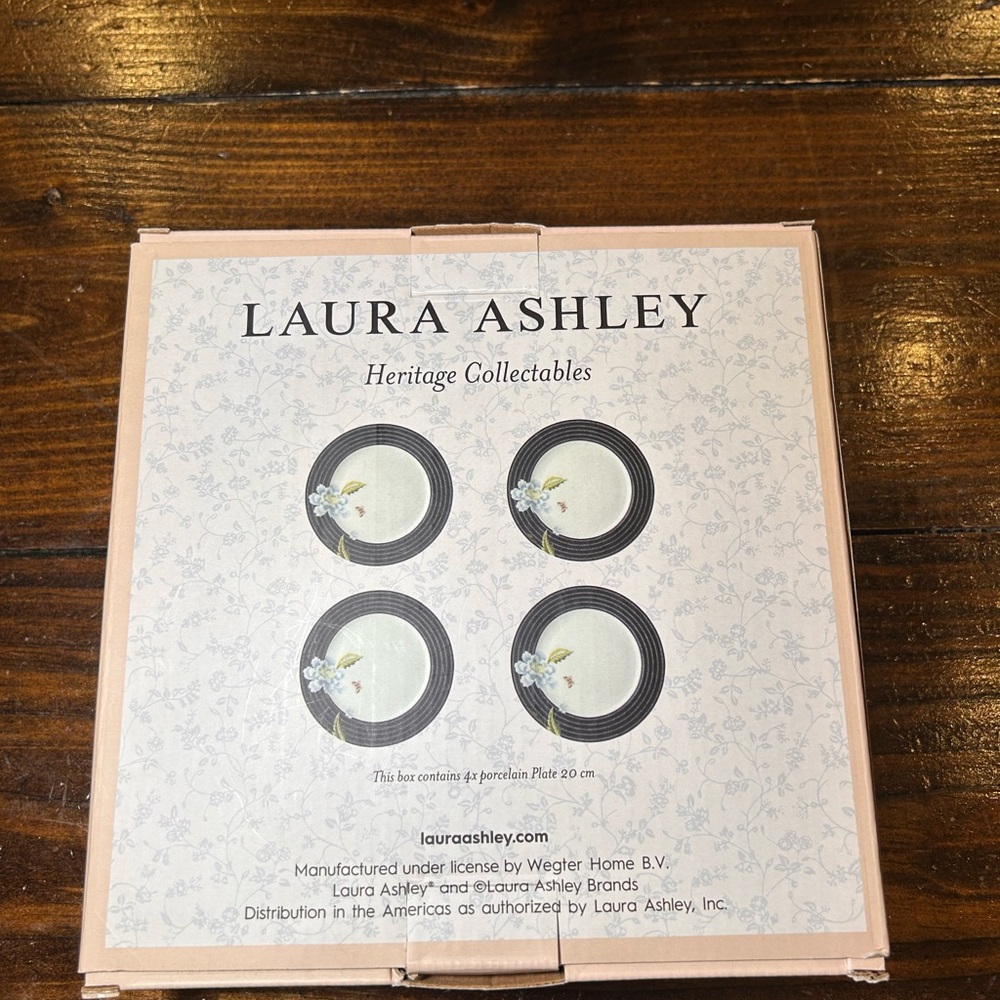 LAURA ASHLEY
Heritage Collectables
This box contains 4x porcelain Plate 20 cm
lauraashley.com
Manufactured under license by Wegter Home B.V.
Laura Ashley® and ©Laura Ashley Brands
Distribution in the Americas as authorized by Laura Ashley, Inc.